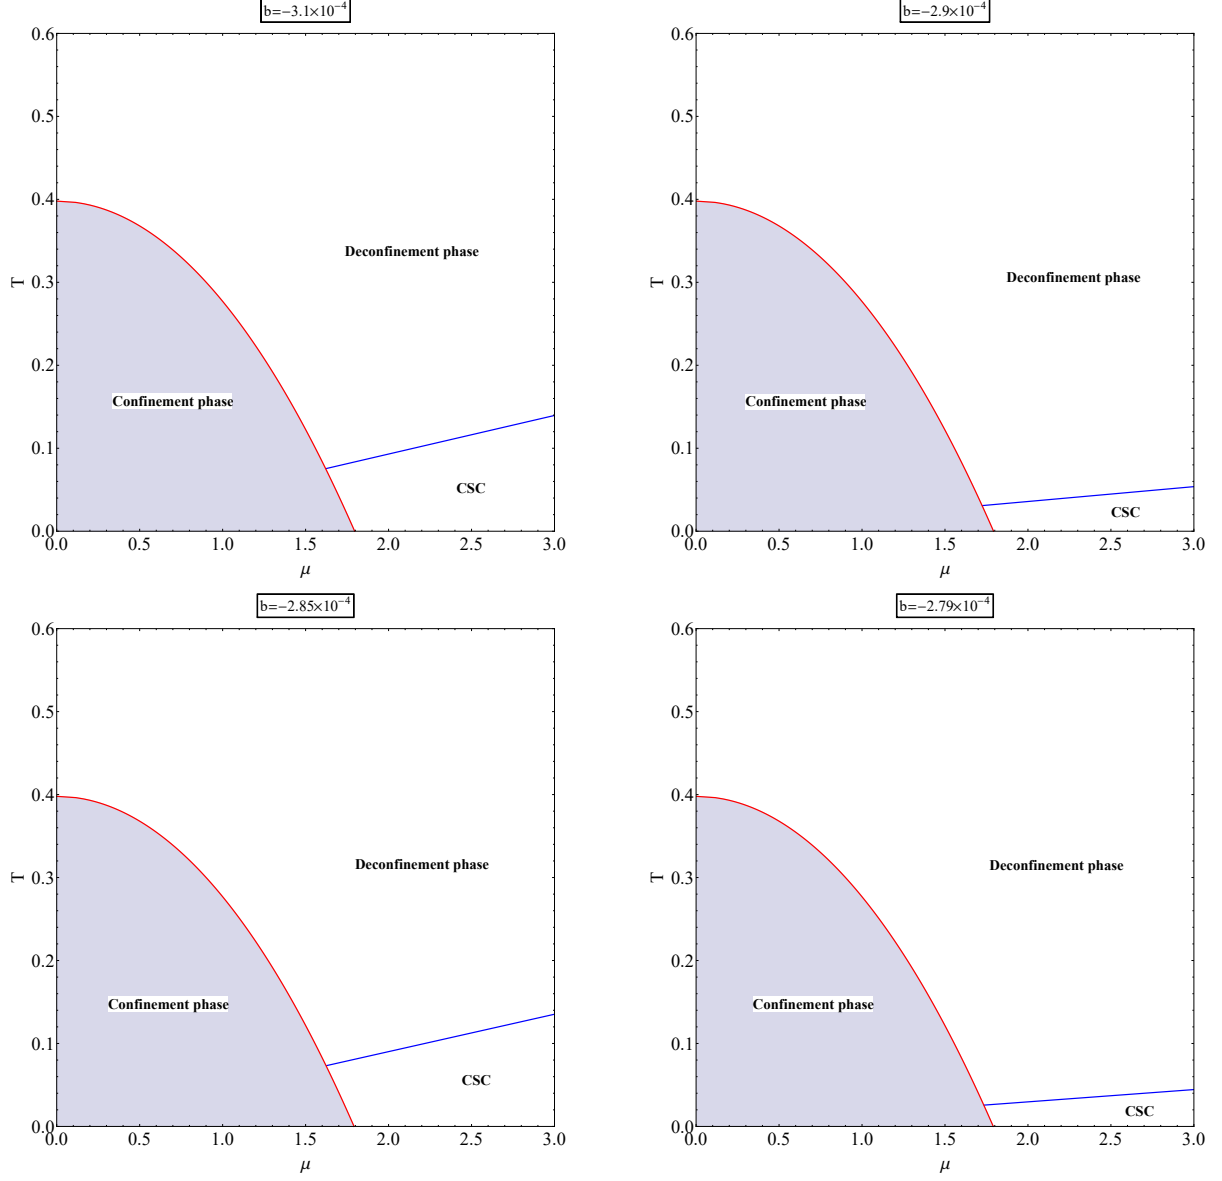 b=−3.1×10⁻⁴
0.6
0.5
0.4
0.3
0.2
0.1
0.0
T
Deconfinement phase
Confinement phase
CSC
0.0 0.5 1.0 1.5 2.0 2.5 3.0
μ
b=−2.9×10⁻⁴
0.6
0.5
0.4
0.3
0.2
0.1
0.0
T
Deconfinement phase
Confinement phase
CSC
0.0 0.5 1.0 1.5 2.0 2.5 3.0
μ
b=−2.85×10⁻⁴
0.6
0.5
0.4
0.3
0.2
0.1
0.0
T
Deconfinement phase
Confinement phase
CSC
0.0 0.5 1.0 1.5 2.0 2.5 3.0
μ
b=−2.79×10⁻⁴
0.6
0.5
0.4
0.3
0.2
0.1
0.0
T
Deconfinement phase
Confinement phase
CSC
0.0 0.5 1.0 1.5 2.0 2.5 3.0
μ